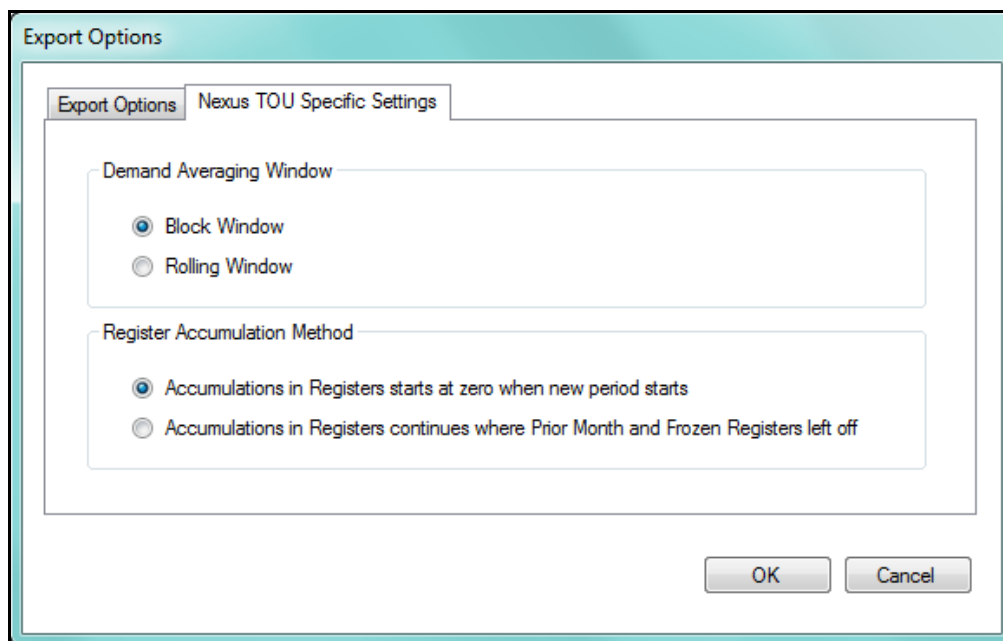 Export Options
Export Options
Nexus TOU Specific Settings
Demand Averaging Window
Block Window
Rolling Window
Register Accumulation Method
Accumulations in Registers starts at zero when new period starts
Accumulations in Registers continues where Prior Month and Frozen Registers left off
OK
Cancel